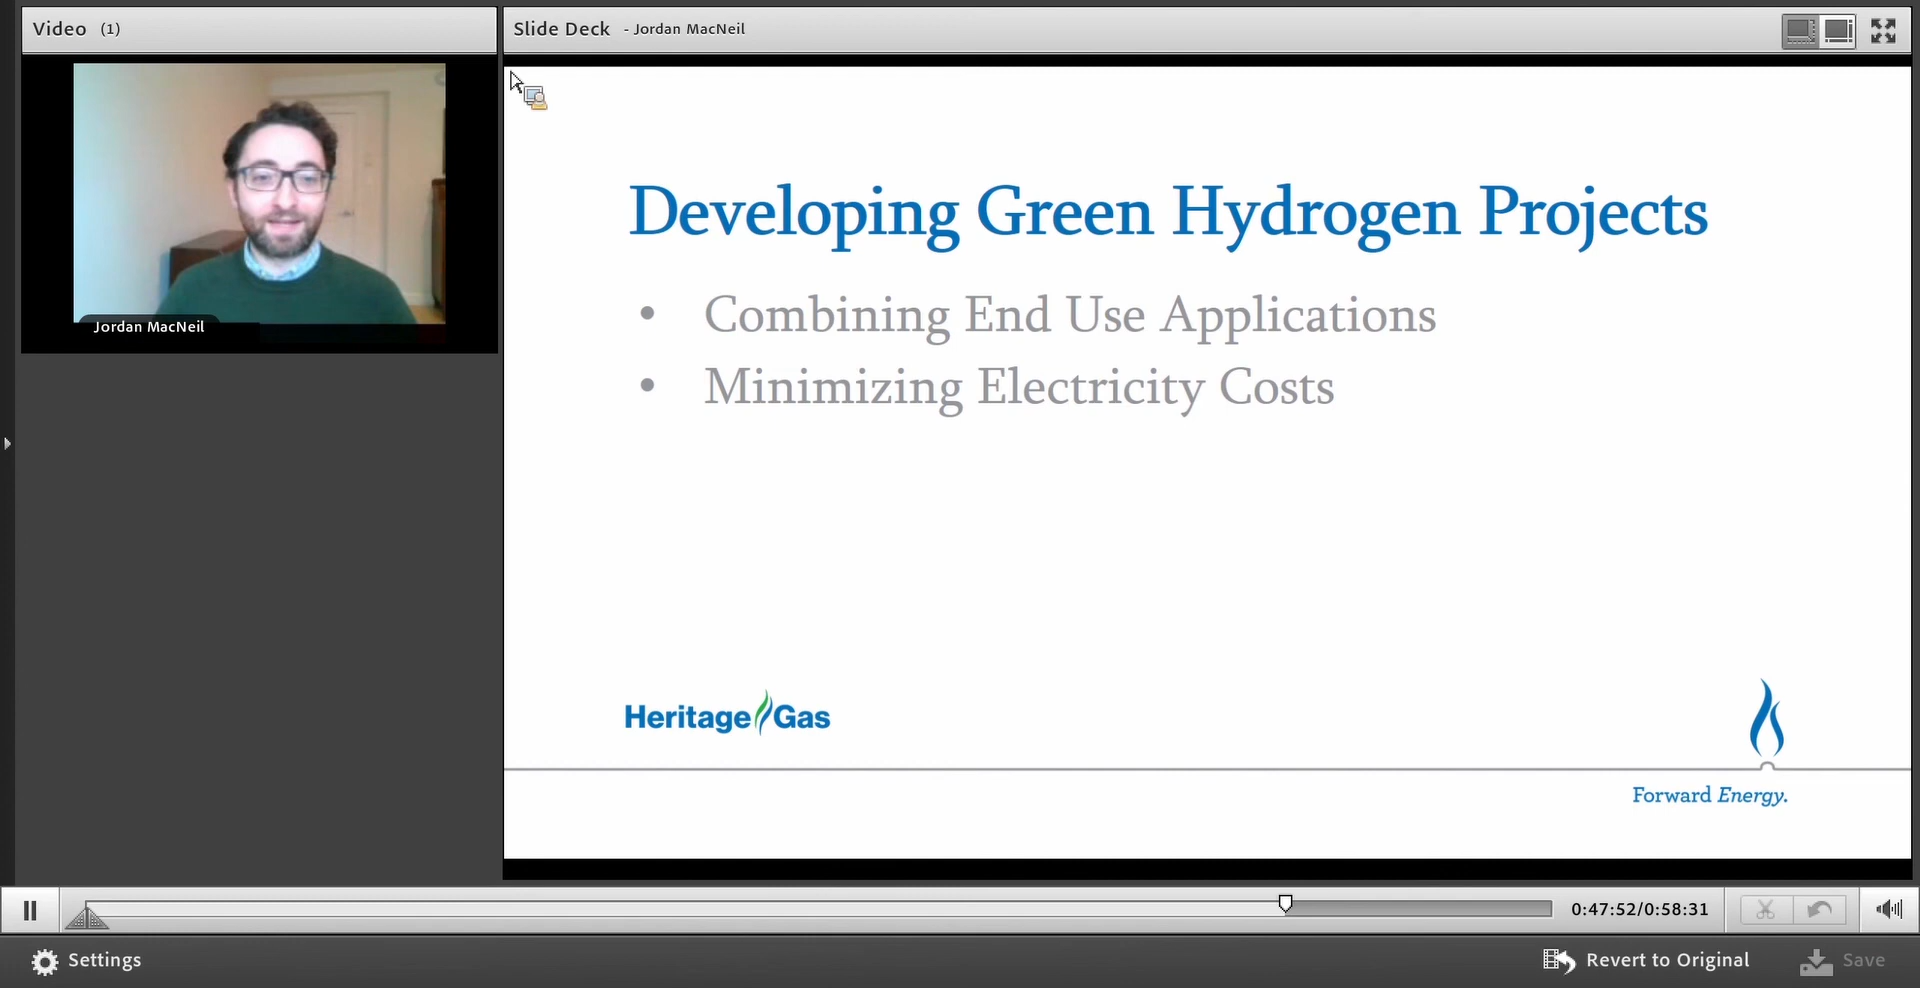 Video (1)
Slide Deck - Jordan MacNeil
Jordan MacNeil
Developing Green Hydrogen Projects
• Combining End Use Applications
• Minimizing Electricity Costs
Heritage Gas
Forward Energy.
0:47:52/0:58:31
Settings
Revert to Original
Save